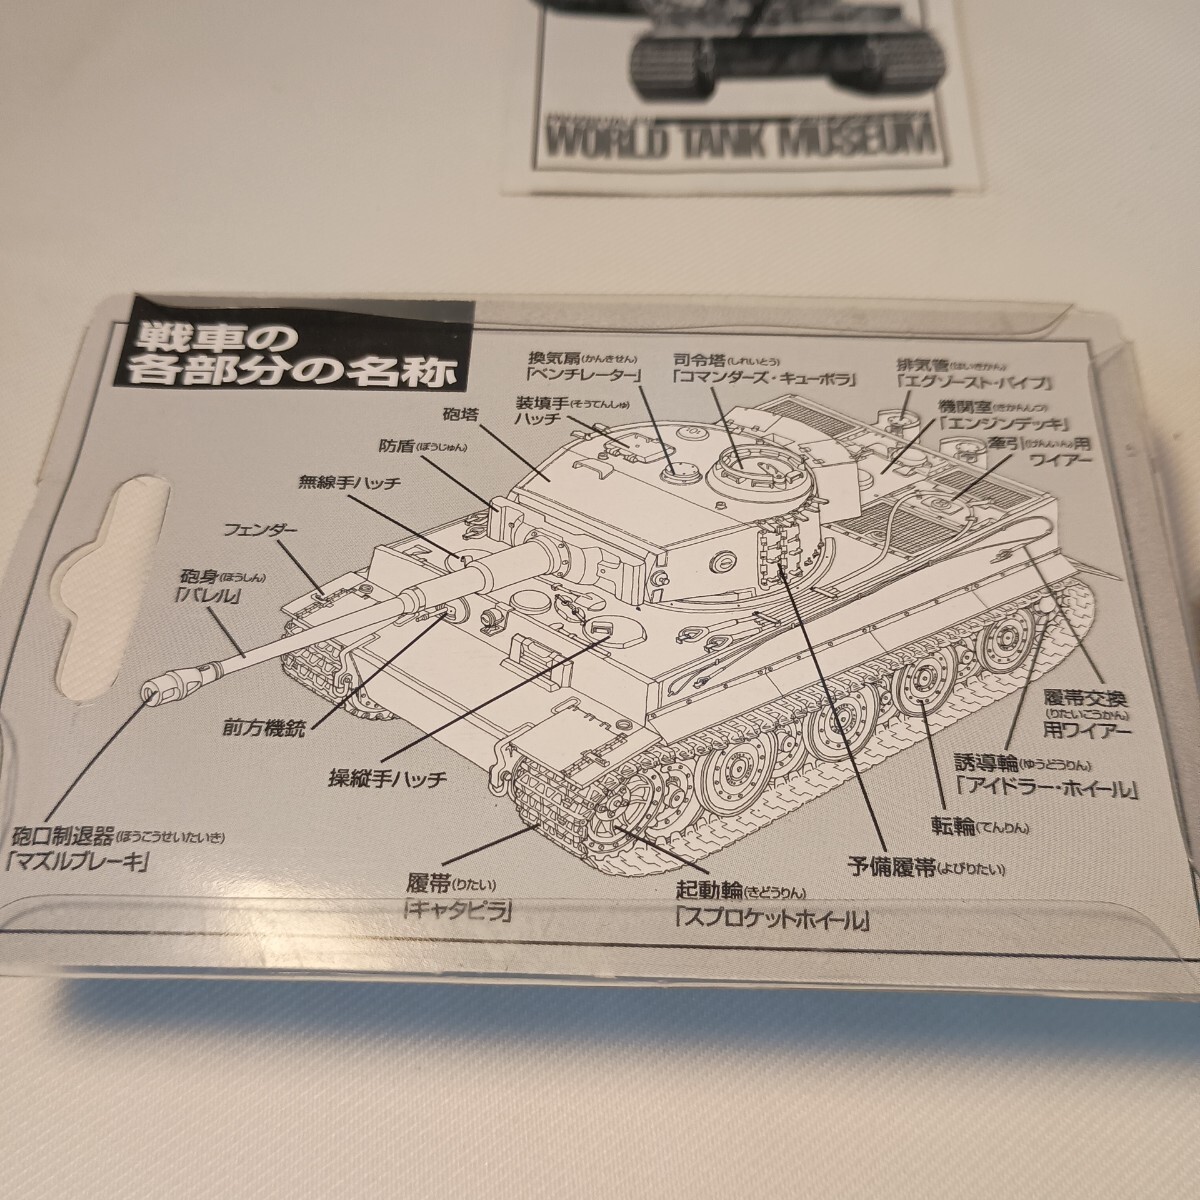 WORLD TANK MUSEUM
戦車の
各部分の名称
換気扇(かんきせん)
「ベンチレーター」
司令塔(しれいとう)
「コマンダーズ・キューポラ」
排気管(はいきかん)
「エグゾースト・パイプ」
装填手(そうてんしゅ)
ハッチ
機関室(きかんしつ)
「エンジンデッキ」
砲塔
牽引(けんいん)用
ワイアー
防盾(ぼうじゅん)
無線手ハッチ
フェンダー
砲身(ほうしん)
「バレル」
前方機銃
操縦手ハッチ
履帯交換
(りたいこうかん)
用ワイアー
誘導輪(ゆうどうりん)
「アイドラー・ホイール」
転輪(てんりん)
砲口制退器(ほうこうせいたいき)
「マズルブレーキ」
予備履帯(よびりたい)
履帯(りたい)
「キャタピラ」
起動輪(きどうりん)
「スプロケットホイール」